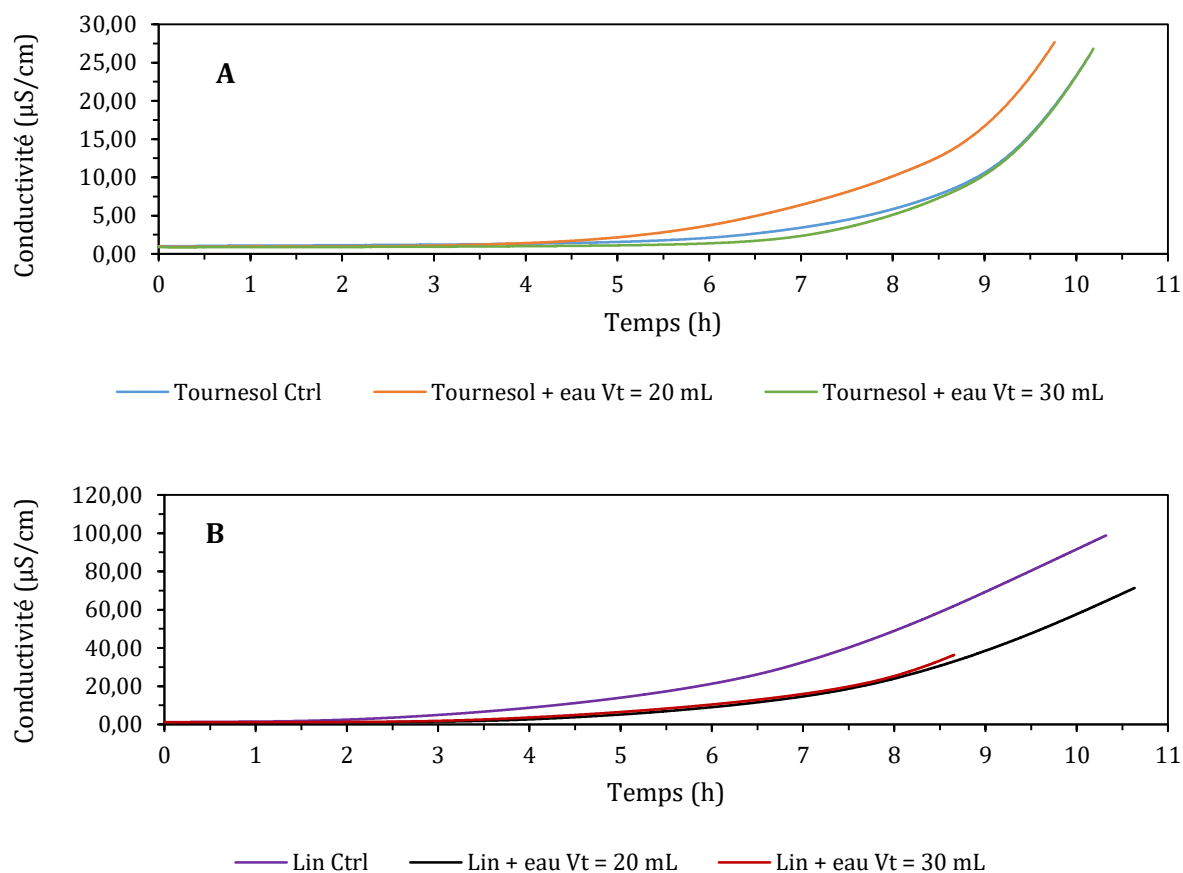 30,00
25,00
20,00
15,00
10,00
5,00
0,00
Conductivité (µS/cm)
A
0 1 2 3 4 5 6 7 8 9 10 11
Temps (h)
Tournesol Ctrl Tournesol + eau Vt = 20 mL Tournesol + eau Vt = 30 mL
120,00
100,00
80,00
60,00
40,00
20,00
0,00
Conductivité (µS/cm)
B
0 1 2 3 4 5 6 7 8 9 10 11
Temps (h)
Lin Ctrl Lin + eau Vt = 20 mL Lin + eau Vt = 30 mL